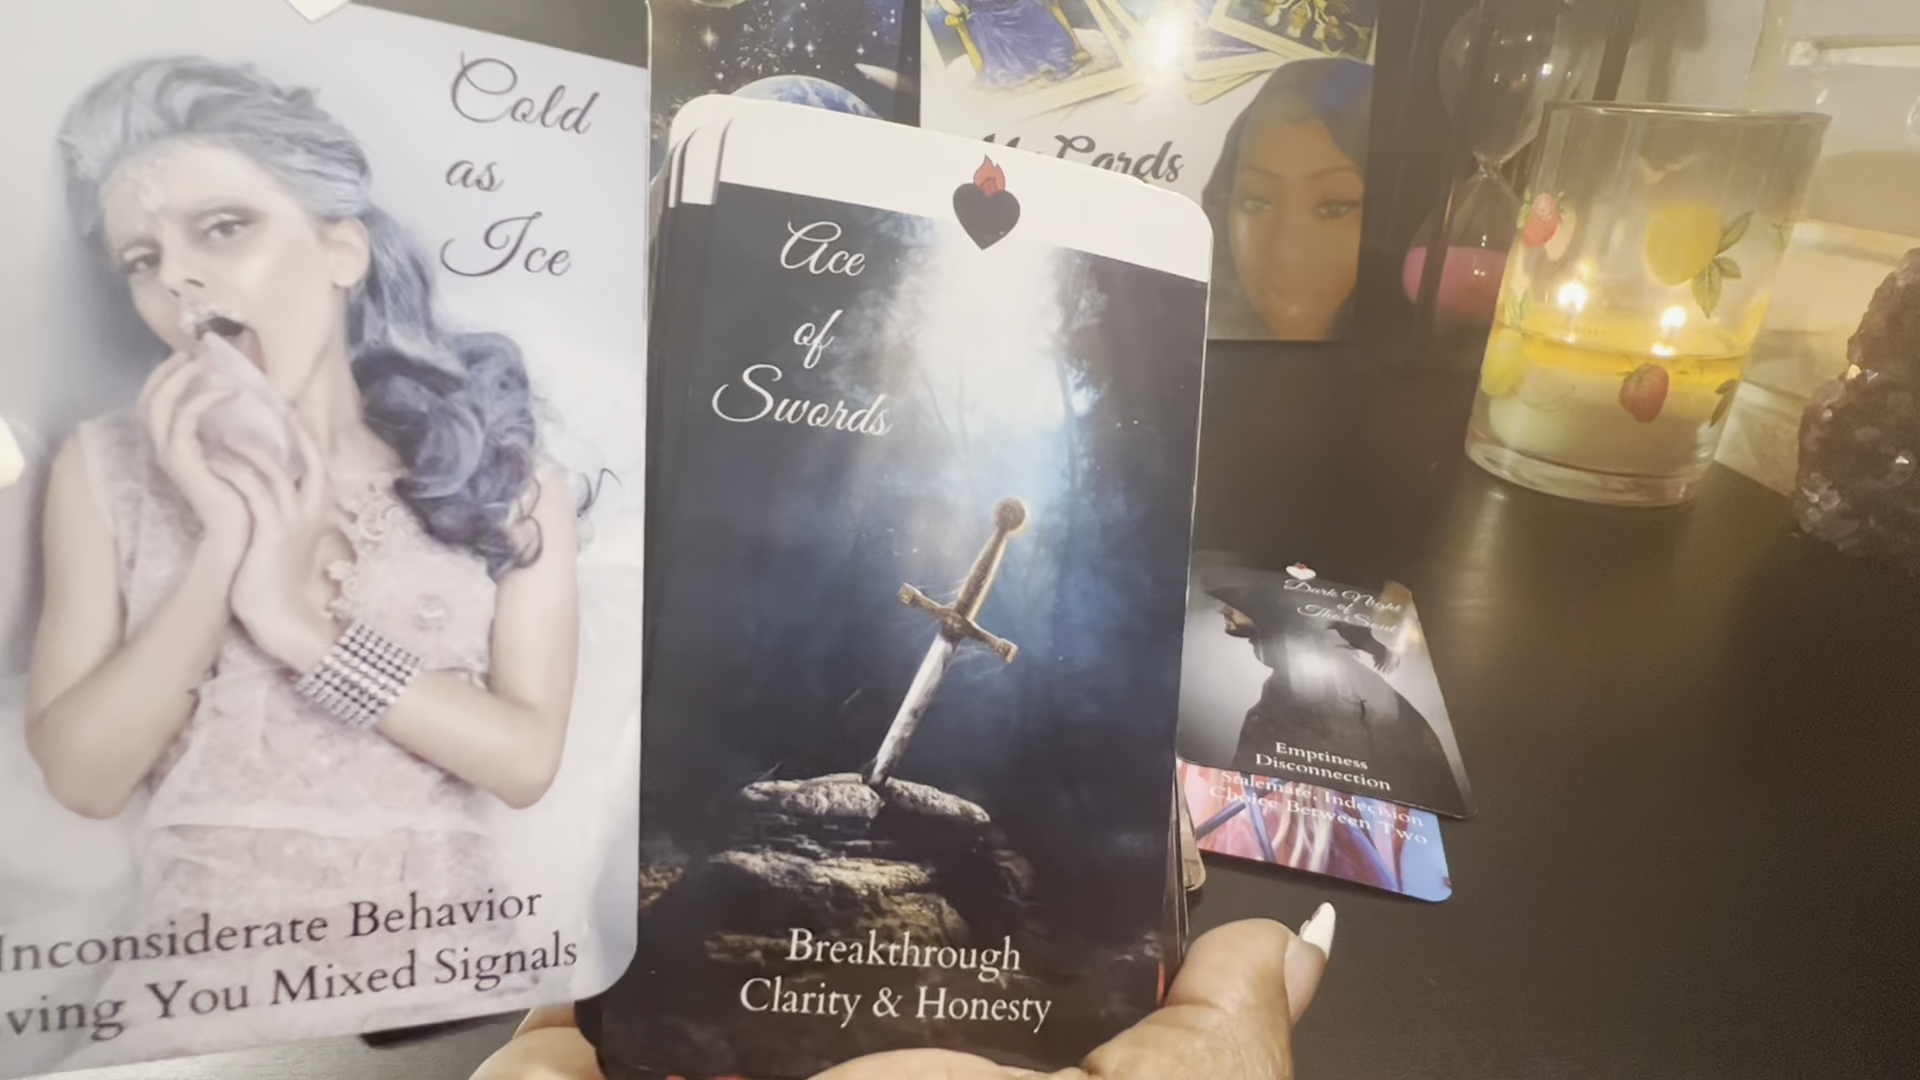 Cold
as
Ice
Inconsiderate Behavior
ving You Mixed Signals
Cards
Ace
of
Swords
Breakthrough
Clarity & Honesty
Dark Night
of
The Soul
Emptiness
Disconnection
Stalemate, Indecision
Choice Between Two